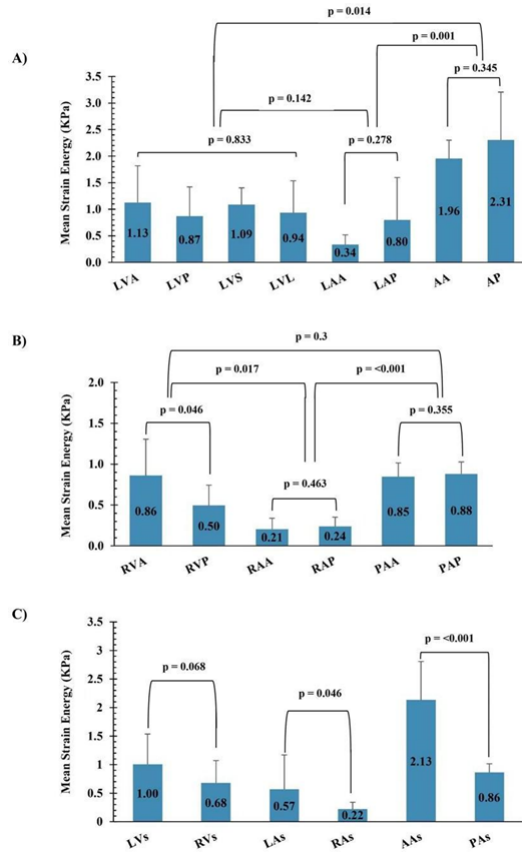 p = 0.014
A)
p = 0.001
p = 0.345
p = 0.142
p = 0.833
p = 0.278
Mean Strain Energy (KPa)
3.5
3.0
2.5
2.0
1.5
1.0
0.5
0.0
1.13
0.87
1.09
0.94
0.34
0.80
1.96
2.31
LVA
LVP
LVS
LVL
LAA
LAP
AA
AP
B)
p = 0.3
p = 0.017
p = <0.001
p = 0.046
p = 0.355
p = 0.463
Mean Strain Energy (KPa)
2.0
1.5
1.0
0.5
0.0
0.86
0.50
0.21
0.24
0.85
0.88
RVA
RVP
RAA
RAP
PAA
PAP
C)
p = <0.001
p = 0.068
p = 0.046
Mean Strain Energy (KPa)
3.5
3
2.5
2
1.5
1
0.5
0
1.00
0.68
0.57
0.22
2.13
0.86
LVs
RVs
LAs
RAs
AAs
PAs